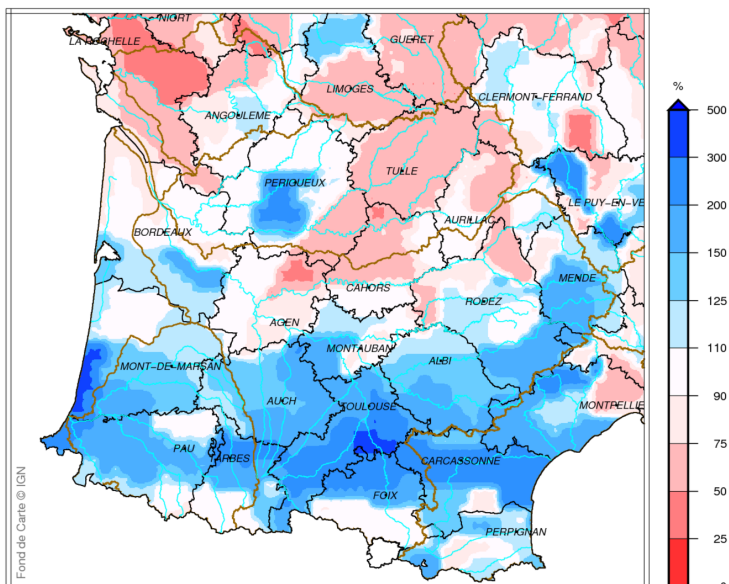 NIORT
LA ROCHELLE
GUERET
%
LIMOGES
CLERMONT-FERRAND
500
ANGOULEME
300
TULLE
PERIGUEUX
200
LE PUY-EN-VE
AURILLAC
BORDEAUX
150
MENDE
CAHORS
125
RODEZ
AGEN
110
MONTAUBAN
ALBI
MONT-DE-MARSAN
90
AUCH
TOULOUSE
MONTPELLIE
75
PAU
ARBES
CARCASSONNE
50
FOIX
PERPIGNAN
25
Fond de Carte © IGN